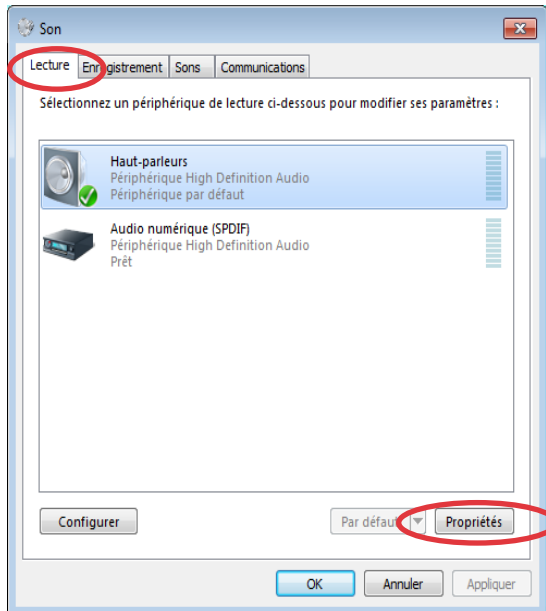 Son
Lecture Enregistrement Sons Communications
Sélectionnez un périphérique de lecture ci-dessous pour modifier ses paramètres :
Haut-parleurs
Périphérique High Definition Audio
Périphérique par défaut
Audio numérique (SPDIF)
Périphérique High Definition Audio
Prêt
Configurer Par défaut Propriétés
OK Annuler Appliquer